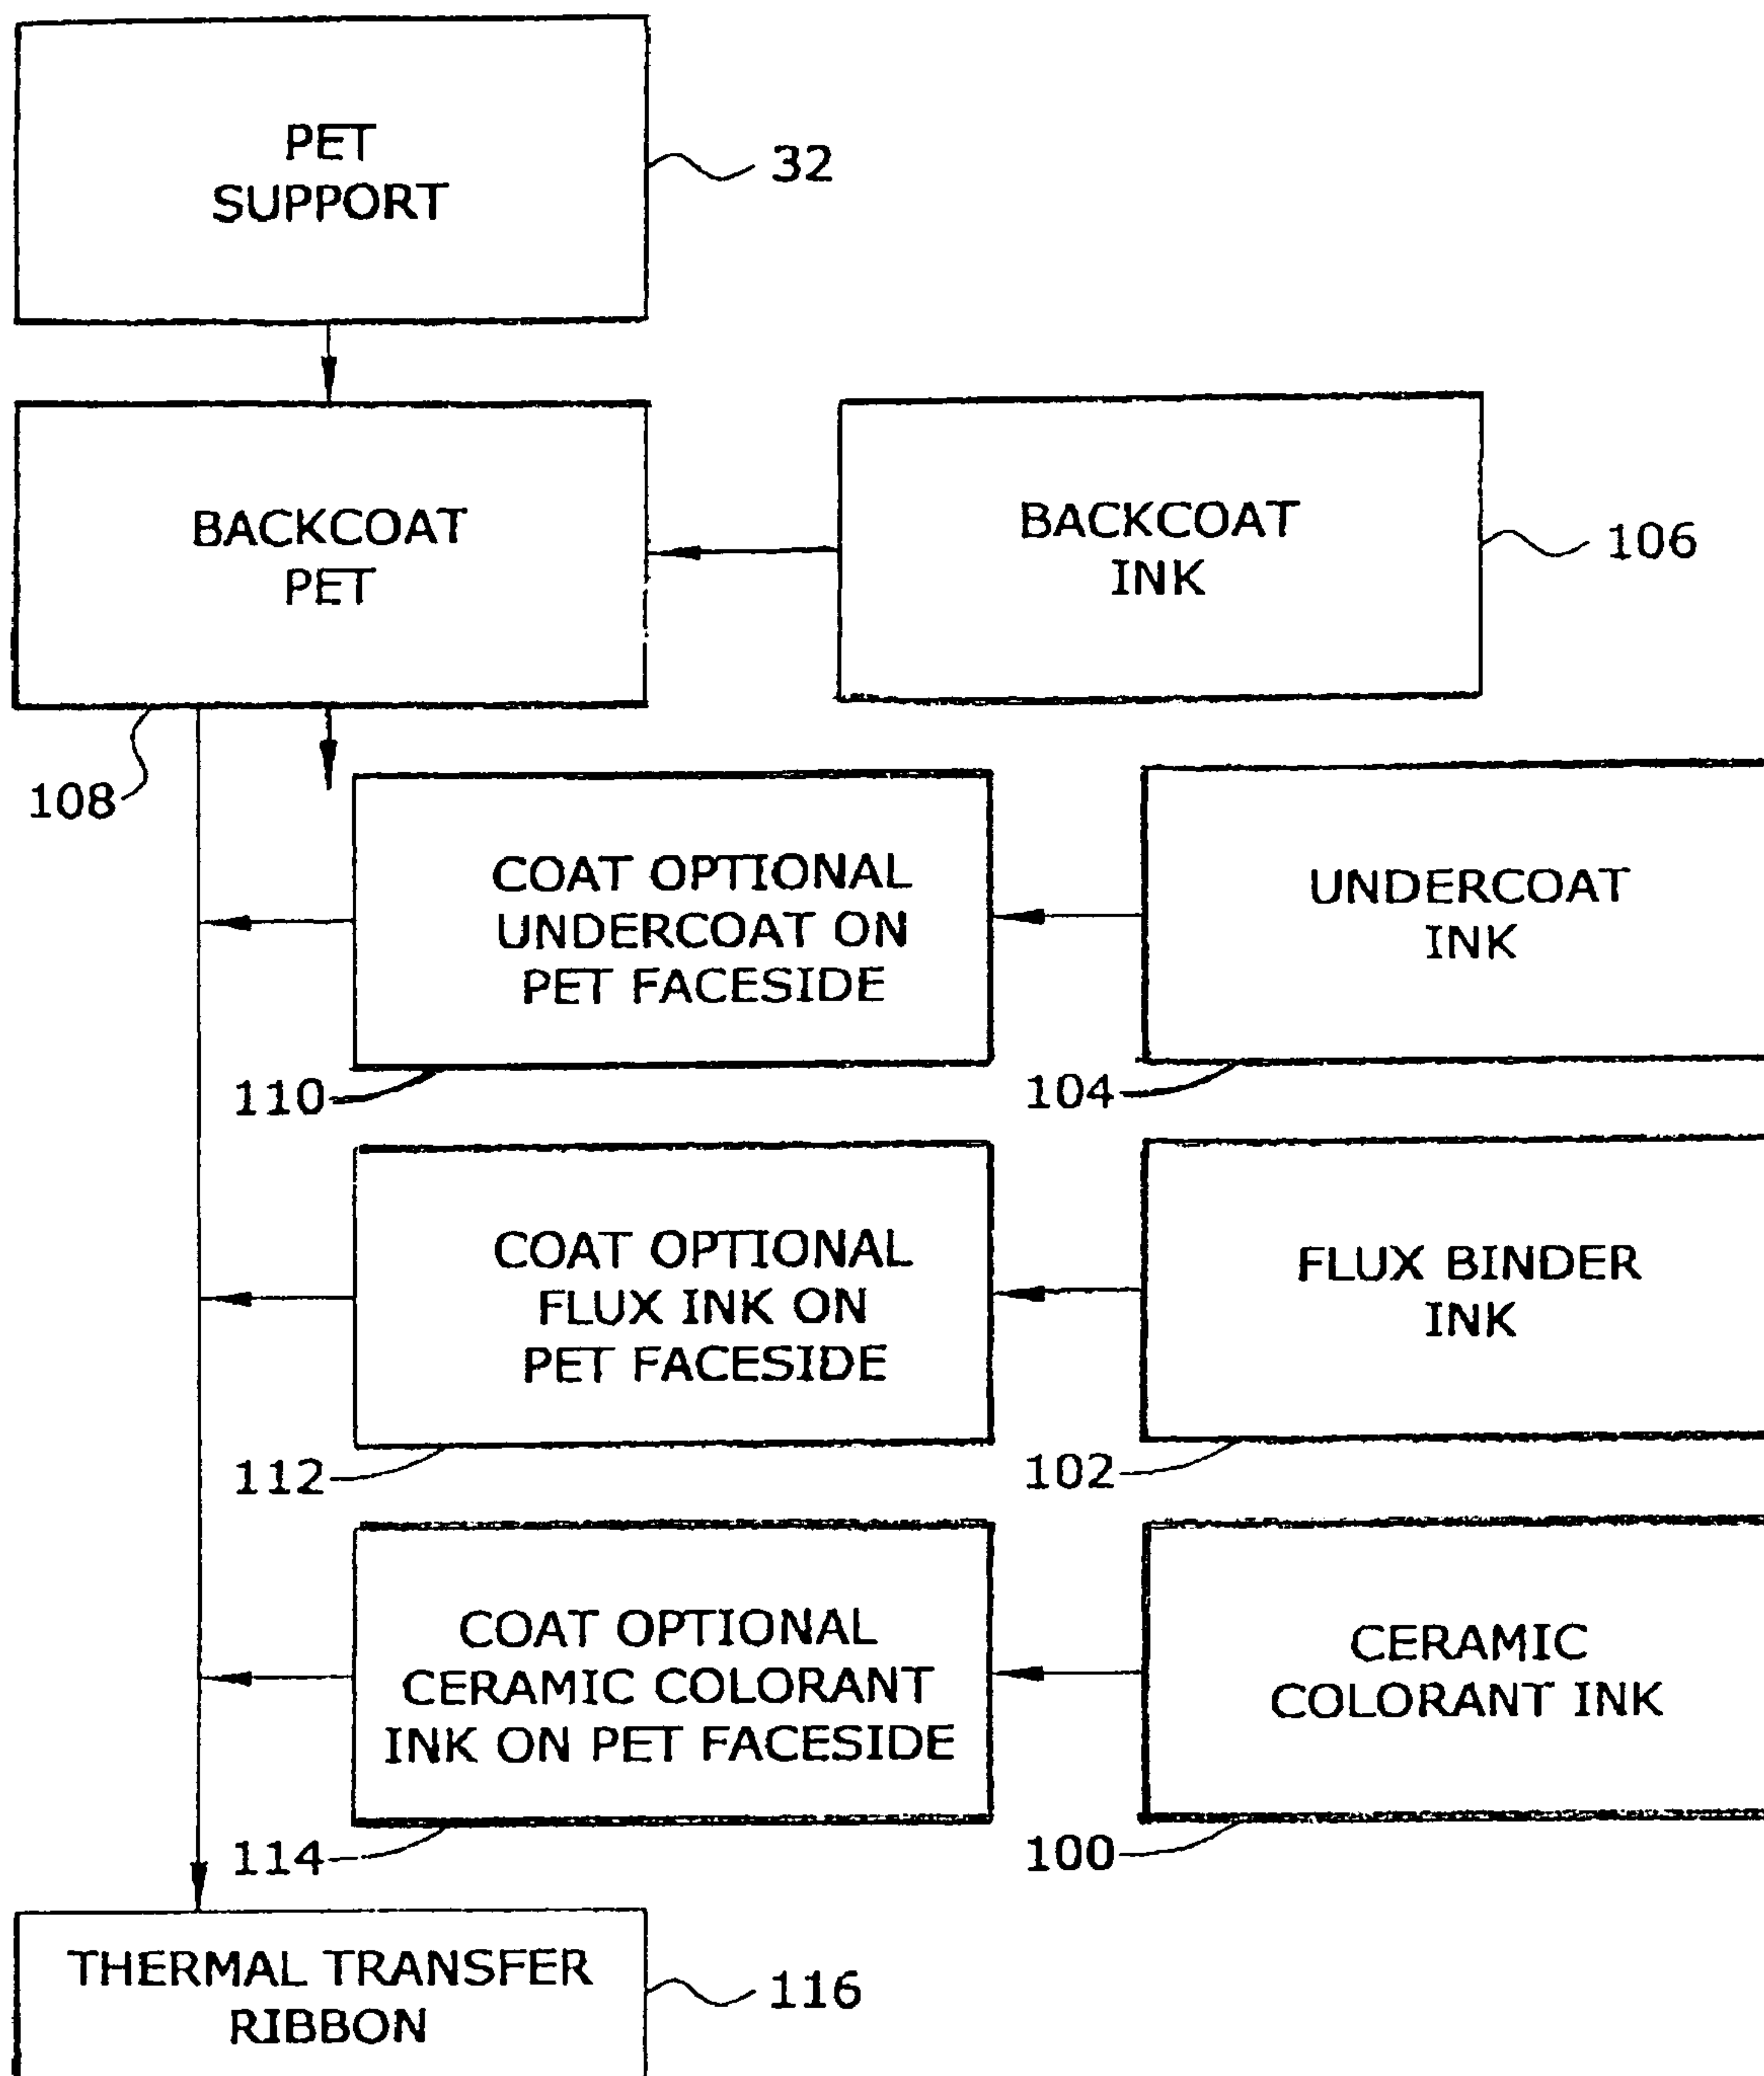 PET
SUPPORT
32
BACKCOAT
PET
BACKCOAT
INK
106
108
COAT OPTIONAL
UNDERCOAT ON
PET FACESIDE
UNDERCOAT
INK
110
104
COAT OPTIONAL
FLUX INK ON
PET FACESIDE
FLUX BINDER
INK
112
102
COAT OPTIONAL
CERAMIC COLORANT
INK ON PET FACESIDE
CERAMIC
COLORANT INK
114
100
THERMAL TRANSFER
RIBBON
116